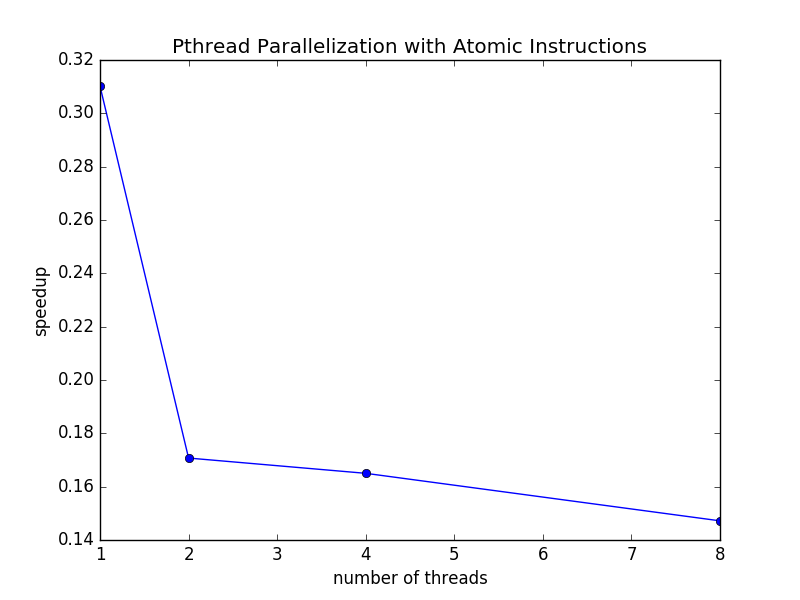 Pthread Parallelization with Atomic Instructions
0.32
0.30
0.28
0.26
0.24
0.22
0.20
0.18
0.16
0.14
speedup
1 2 3 4 5 6 7 8
number of threads